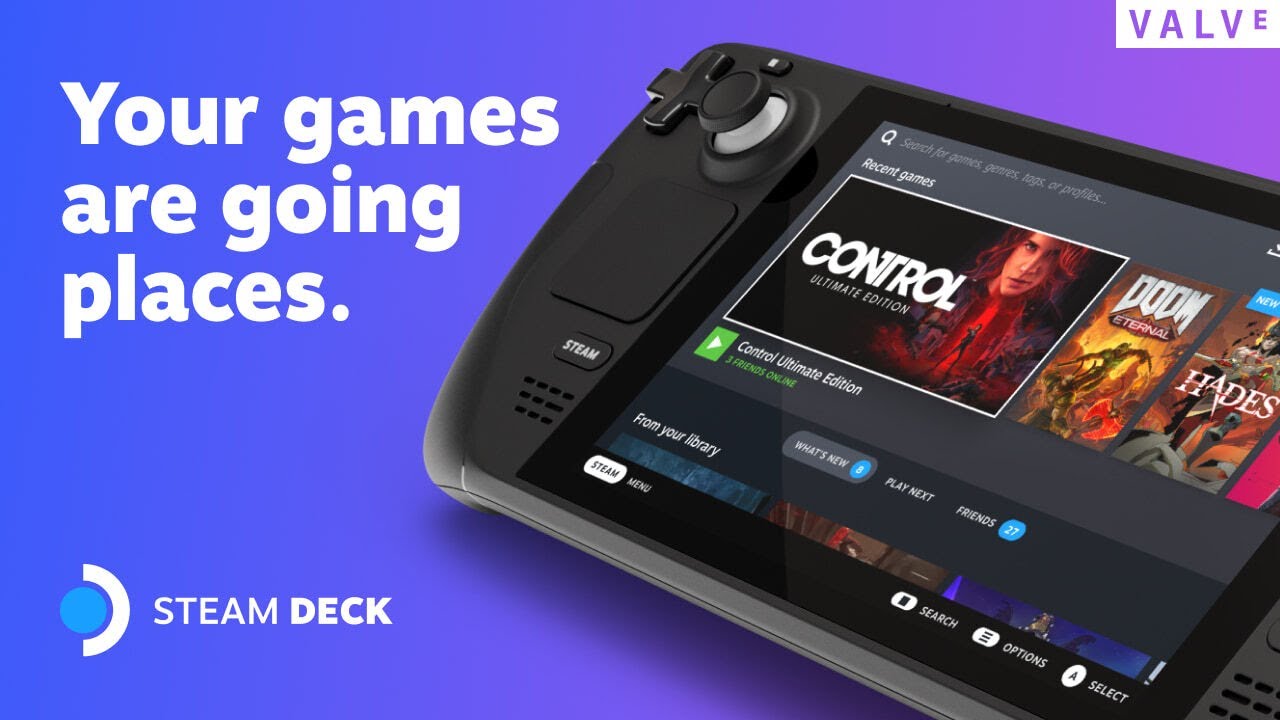 VALVE
Your games
are going
places.
STEAM DECK
STEAM
Search for games, genres, tags, or profiles...
Recent games
CONTROL
ULTIMATE EDITION
DOOM
ETERNAL
NEW
HADES
Control Ultimate Edition
3 FRIENDS ONLINE
From your library
WHAT'S NEW 8
PLAY NEXT
FRIENDS 27
STEAM MENU
SEARCH
OPTIONS
A SELECT